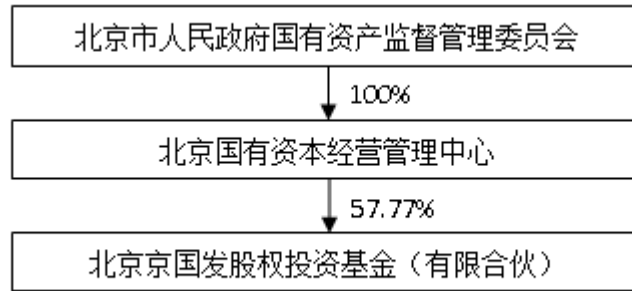 北京市人民政府国有资产监督管理委员会
100%
北京国有资本经营管理中心
57.77%
北京京国发股权投资基金（有限合伙）